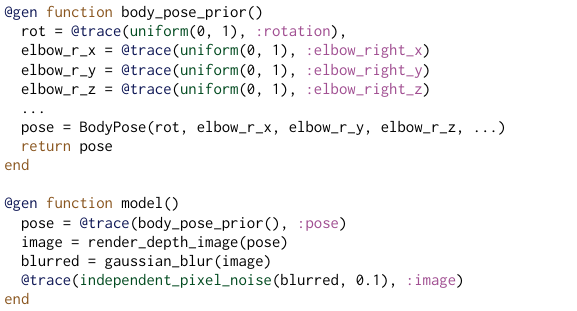 @gen function body_pose_prior()
  rot = @trace(uniform(0, 1), :rotation),
  elbow_r_x = @trace(uniform(0, 1), :elbow_right_x)
  elbow_r_y = @trace(uniform(0, 1), :elbow_right_y)
  elbow_r_z = @trace(uniform(0, 1), :elbow_right_z)
  ...
  pose = BodyPose(rot, elbow_r_x, elbow_r_y, elbow_r_z, ...)
  return pose
end

@gen function model()
  pose = @trace(body_pose_prior(), :pose)
  image = render_depth_image(pose)
  blurred = gaussian_blur(image)
  @trace(independent_pixel_noise(blurred, 0.1), :image)
end